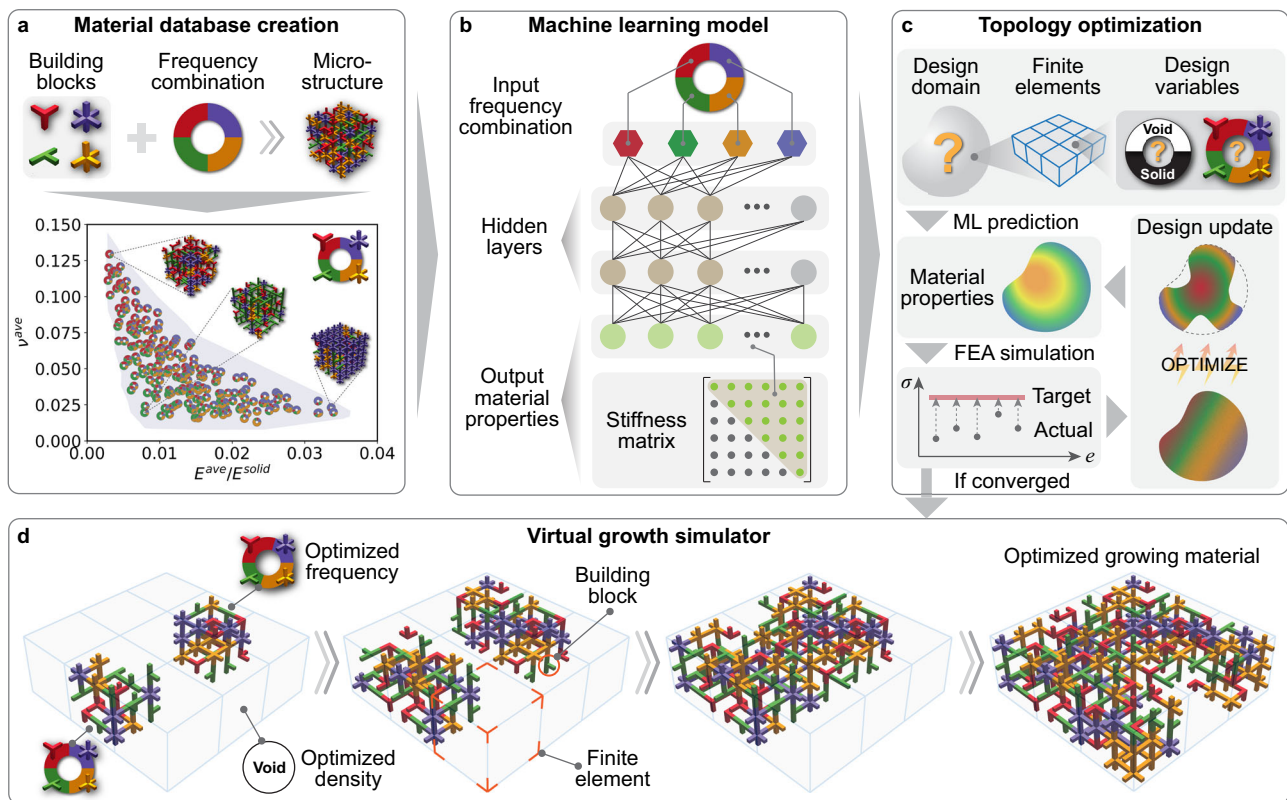 a Material database creation
Building
blocks
Frequency
combination
Micro-
structure
0.150
0.125
0.100
0.075
0.050
0.025
0.000
ν^ave
0.00
0.01
0.02
0.03
0.04
E^ave/E^solid
b Machine learning model
Input
frequency
combination
Hidden
layers
Output
material
properties
Stiffness
matrix
c Topology optimization
Design
domain
Finite
elements
Design
variables
?
Void
?
Solid
?
ML prediction
Material
properties
Design update
FEA simulation
OPTIMIZE
σ
Target
Actual
e
If converged
d Virtual growth simulator
Optimized
frequency
Void
Optimized
density
Building
block
Finite
element
Optimized growing material